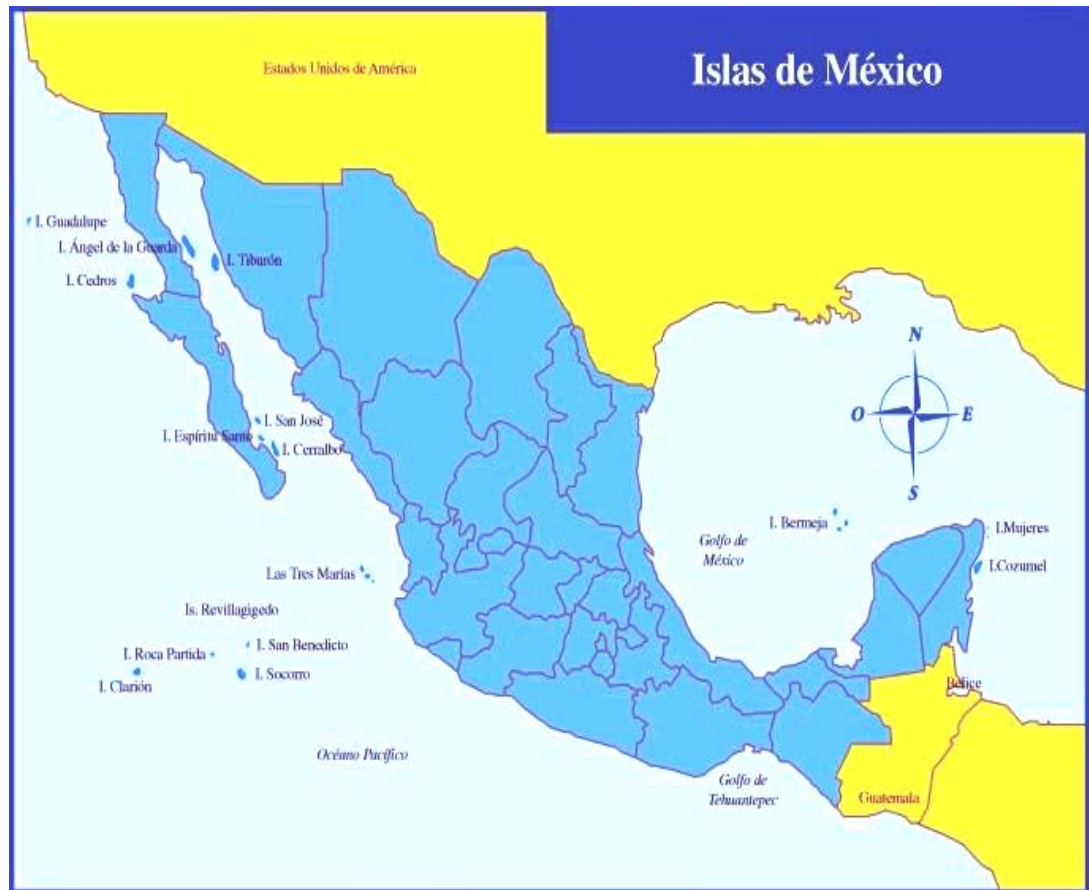 Islas de México
Estados Unidos de América
I. Guadalupe
I. Ángel de la Guarda
I. Tiburón
I. Cedros
N
O
E
S
I. San José
I. Espíritu Santo
I. Cerralbo
I. Bermeja
Golfo de
México
I.Mujeres
I.Cozumel
Las Tres Marías
Is. Revillagigedo
I. San Benedicto
I. Roca Partida
I. Socorro
I. Clarión
Belice
Océano Pacífico
Golfo de
Tehuantepec
Guatemala